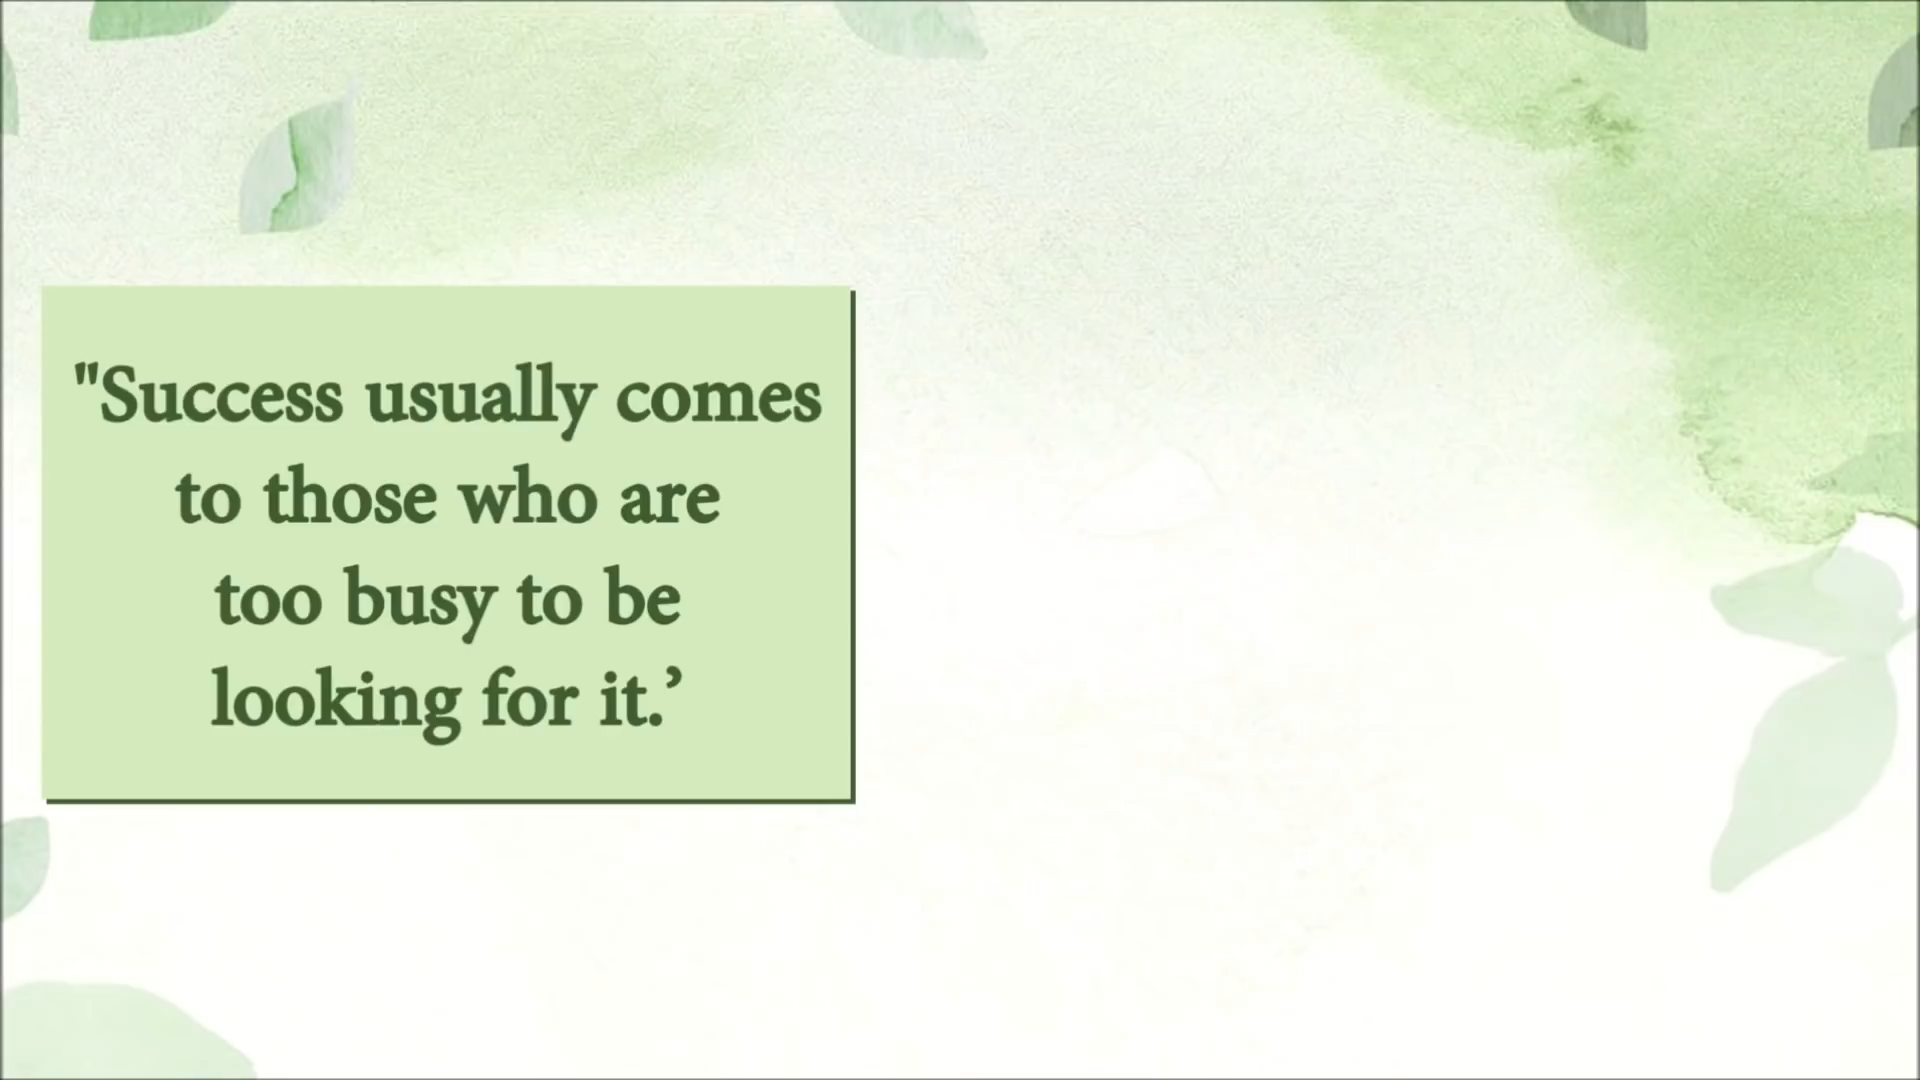 "Success usually comes
to those who are
too busy to be
looking for it.’